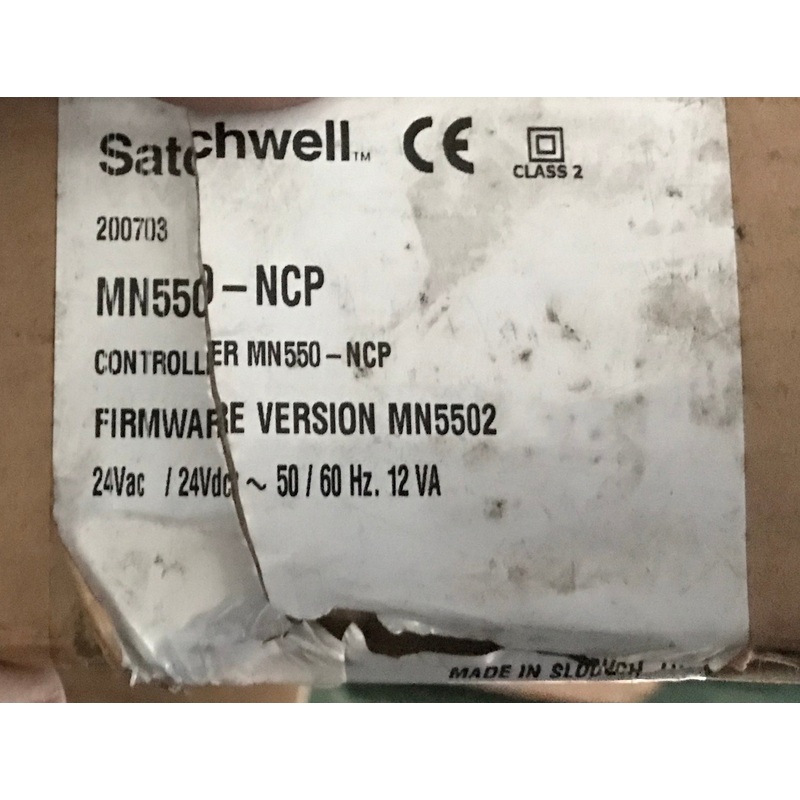 Satchwell™ CE
CLASS 2
200703
MN550-NCP
CONTROLLER MN550-NCP
FIRMWARE VERSION MN5502
24Vac / 24Vdc ~ 50 / 60 Hz. 12 VA
MADE IN SLOUGH